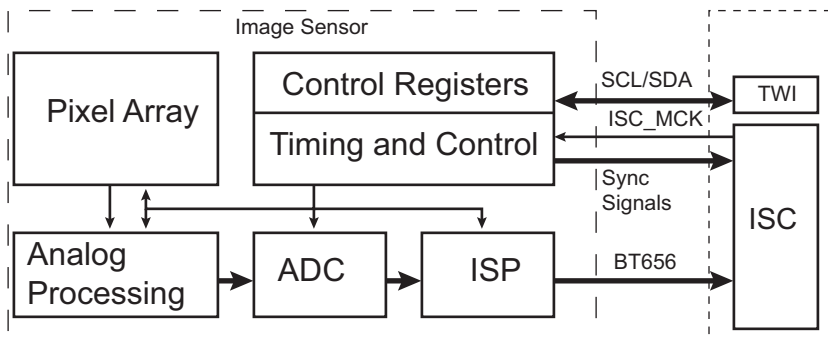 Image Sensor
Pixel Array
Control Registers
Timing and Control
SCL/SDA
TWI
ISC_MCK
Sync
Signals
ISC
Analog
Processing
ADC
ISP
BT656